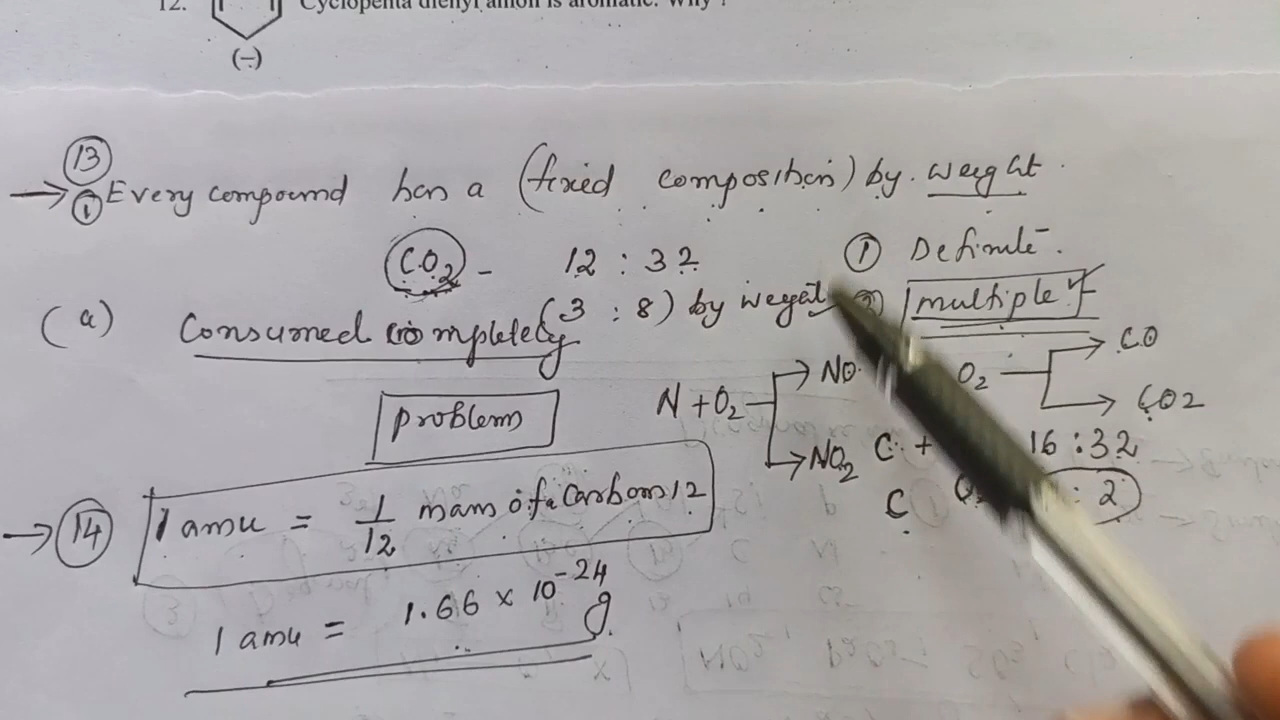 12. Cyclopenta dienyl anion is aromatic. Why ?
(−)
→ 13
① Every compound has a (fixed composition) by weight.
CO2 - 12 : 32
① Definite.
(a) Consumed completely (3 : 8) by weight
② multiple
N + O2 → NO
→ NO2
O2 → CO
→ CO2
C + 16 : 32
C : 2
→ 14 1 amu = 1/12 mass of a Carbon 12
problem
1 amu = 1.66 × 10^-24 g